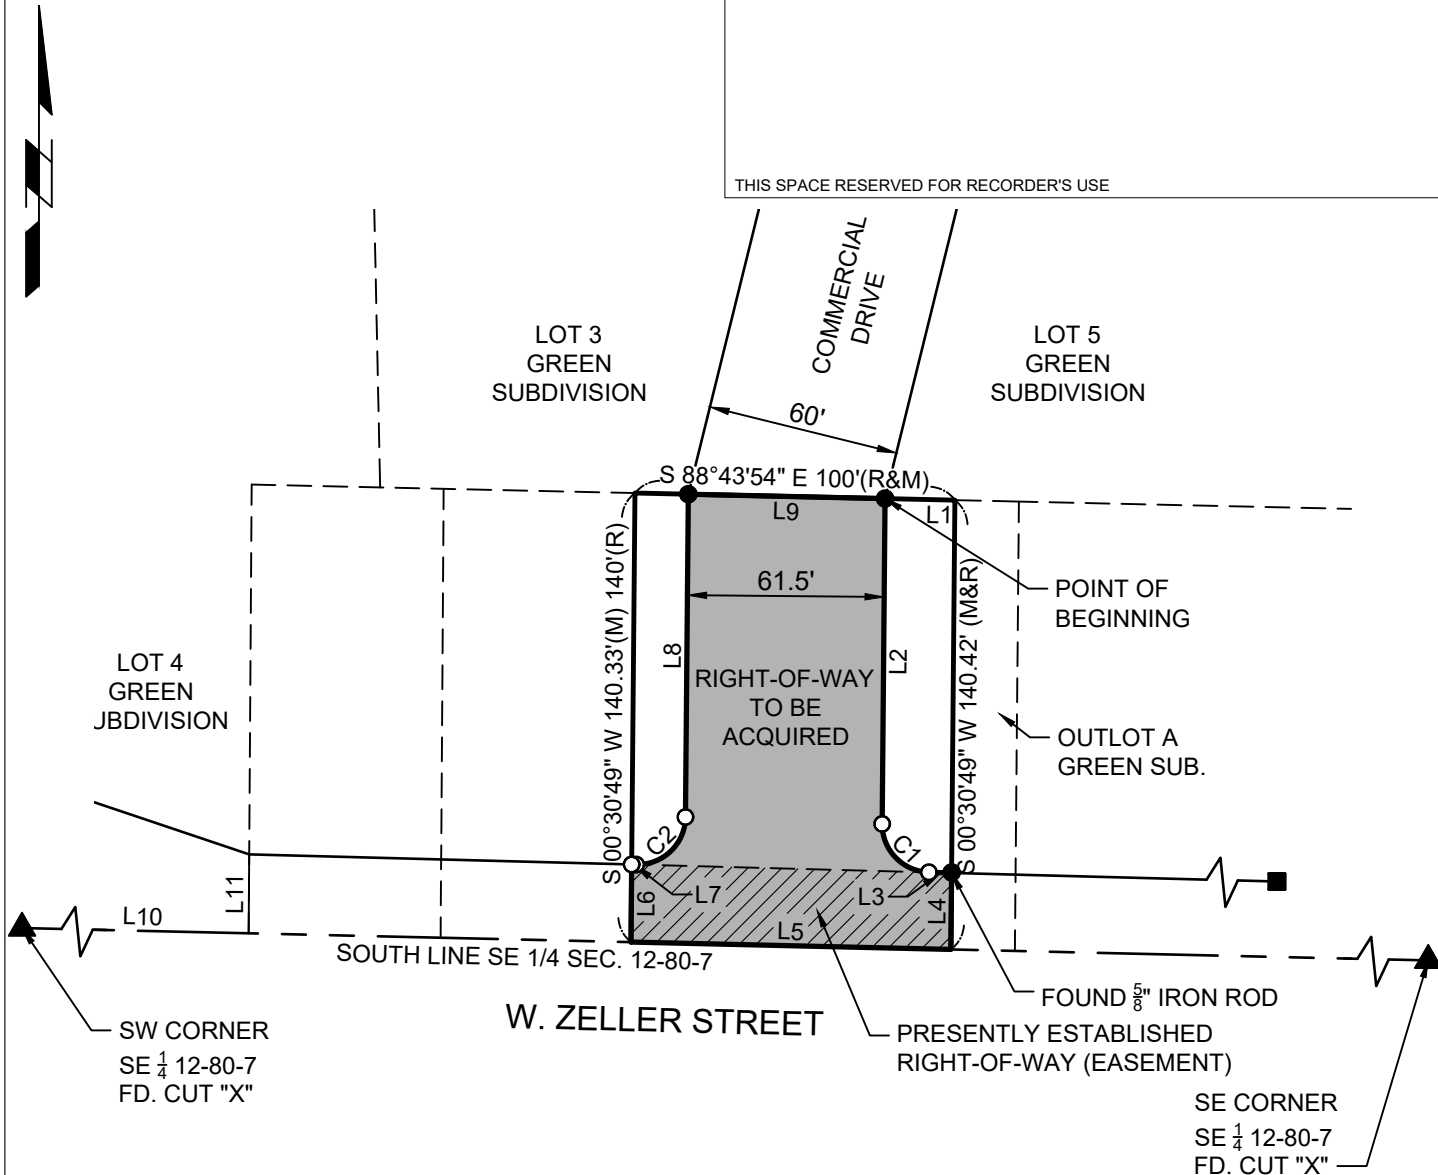 THIS SPACE RESERVED FOR RECORDER'S USE
N
COMMERCIAL
DRIVE
LOT 3
GREEN
SUBDIVISION
LOT 5
GREEN
SUBDIVISION
60'
S 88°43'54" E 100'(R&M)
L9
L1
61.5'
S 00°30'49" W 140.33'(M) 140'(R)
S 00°30'49" W 140.42' (M&R)
POINT OF
BEGINNING
L8
L2
LOT 4
GREEN
JBDIVISION
RIGHT-OF-WAY
TO BE
ACQUIRED
OUTLOT A
GREEN SUB.
C2
C1
L11
L10
L6
L7
L3
L4
L5
SOUTH LINE SE 1/4 SEC. 12-80-7
W. ZELLER STREET
FOUND 5/8" IRON ROD
PRESENTLY ESTABLISHED
RIGHT-OF-WAY (EASEMENT)
SW CORNER
SE 1/4 12-80-7
FD. CUT "X"
SE CORNER
SE 1/4 12-80-7
FD. CUT "X"